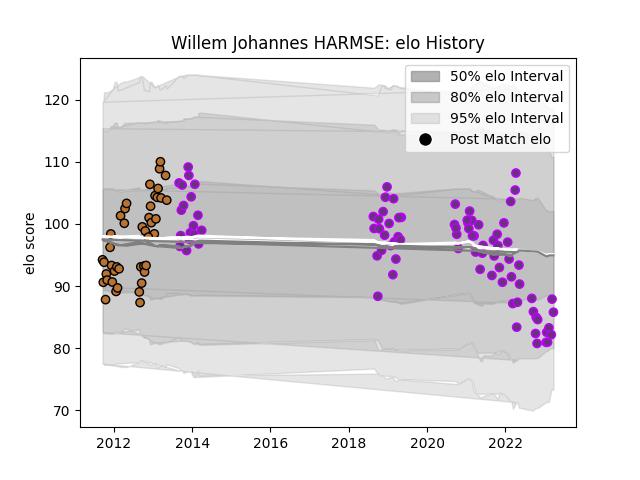 Willem Johannes HARMSE: elo History
50% elo Interval
80% elo Interval
95% elo Interval
Post Match elo
elo score
120
110
100
90
80
70
2012 2014 2016 2018 2020 2022